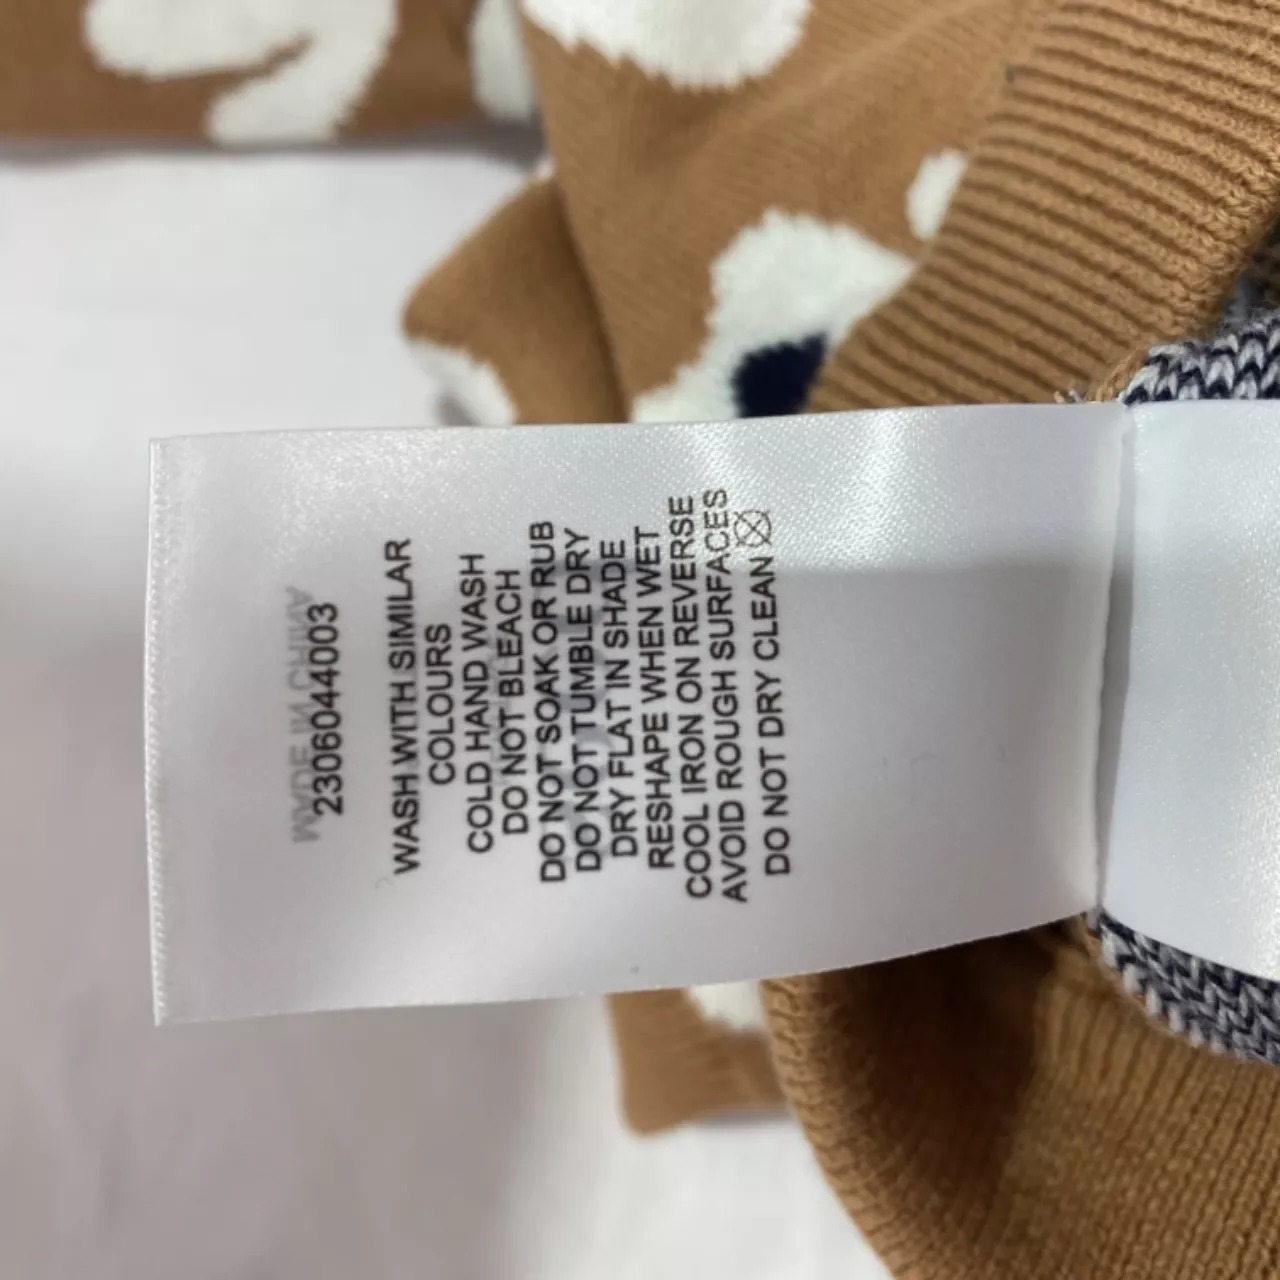 MADE IN CHINA
2306044003
WASH WITH SIMILAR
COLOURS
COLD HAND WASH
DO NOT BLEACH
DO NOT SOAK OR RUB
DO NOT TUMBLE DRY
DRY FLAT IN SHADE
RESHAPE WHEN WET
COOL IRON ON REVERSE
AVOID ROUGH SURFACES
DO NOT DRY CLEAN